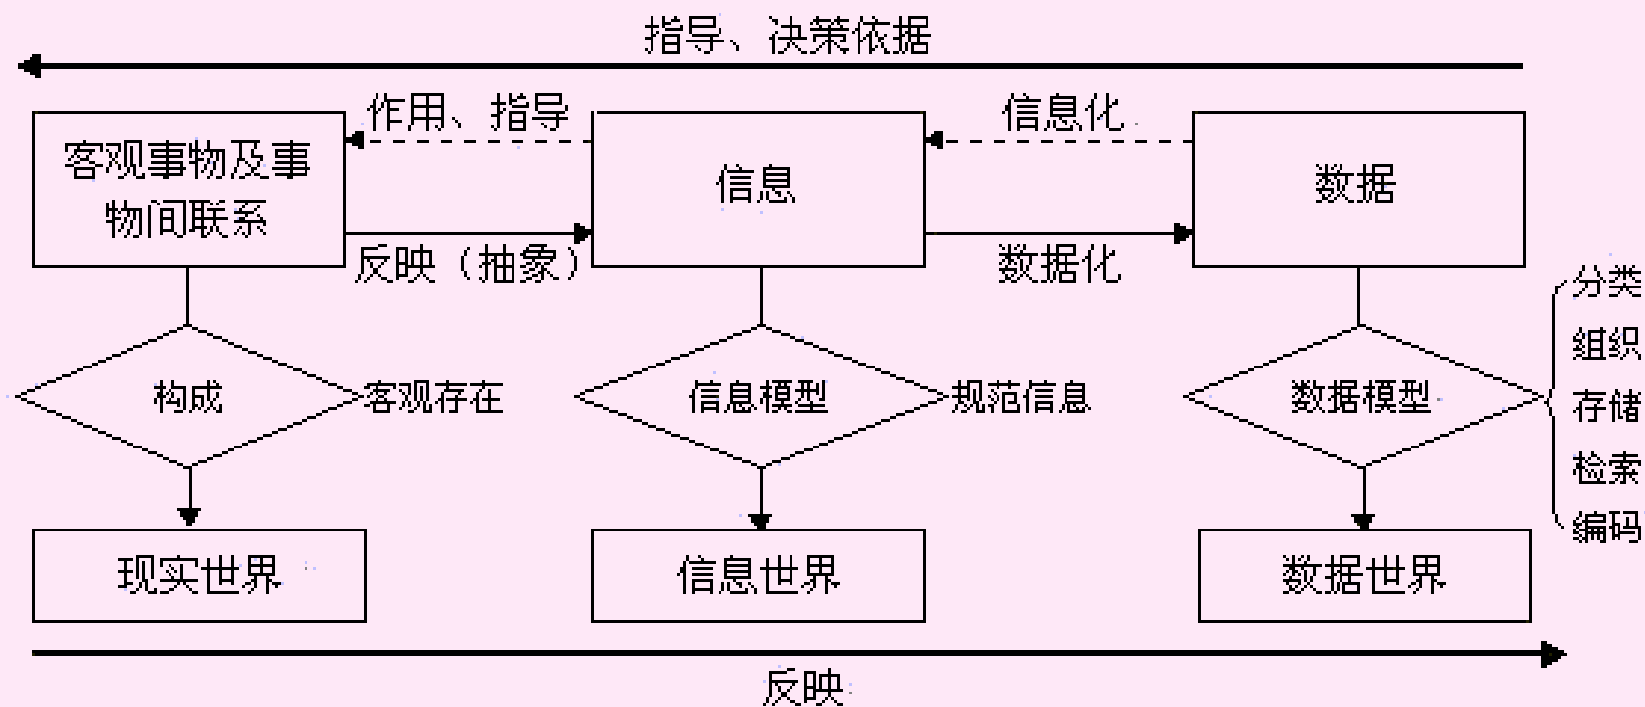 指导、决策依据
作用、指导
信息化
客观事物及事
物间联系
信息
数据
反映（抽象）
数据化
构成
客观存在
信息模型
规范信息
数据模型
分类
组织
存储
检索
编码
现实世界
信息世界
数据世界
反映